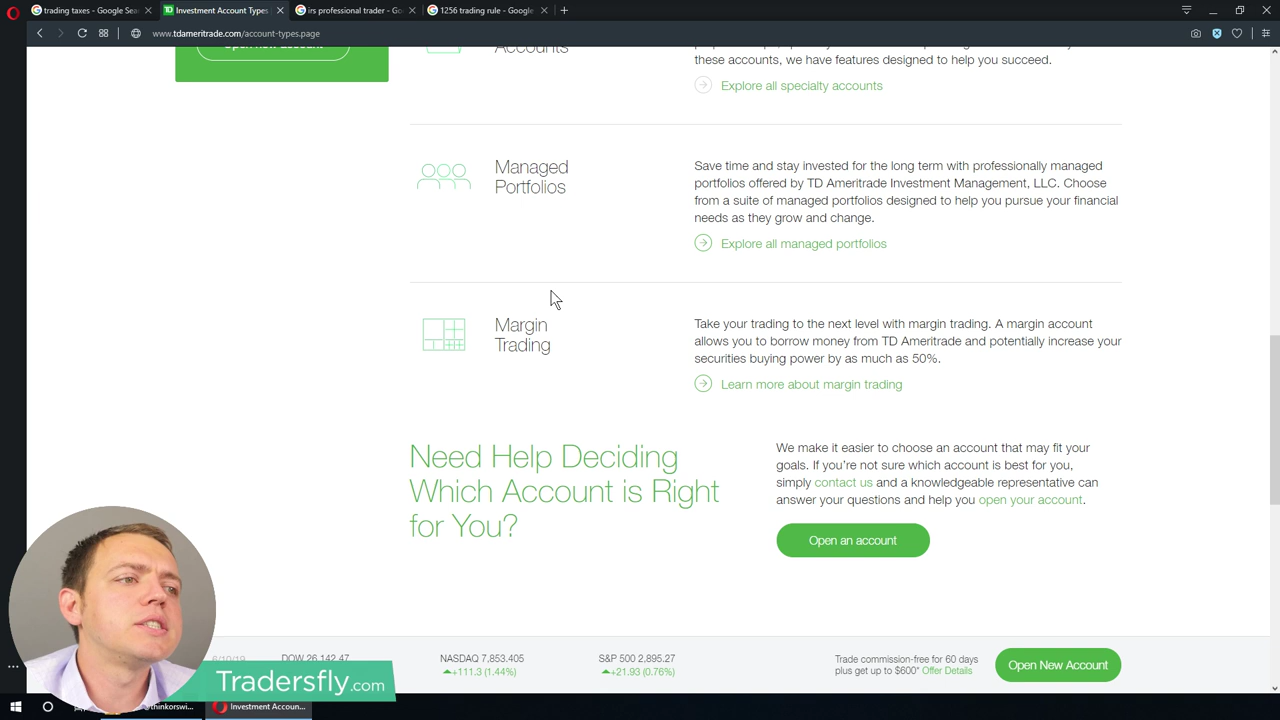 trading taxes - Google Sea
Investment Account Types
irs professional trader - Go
1256 trading rule - Google
www.tdameritrade.com/account-types.page
Open new account
Accounts
these accounts, we have features designed to help you succeed.
Explore all specialty accounts
Managed
Portfolios
Save time and stay invested for the long term with professionally managed
portfolios offered by TD Ameritrade Investment Management, LLC. Choose
from a suite of managed portfolios designed to help you pursue your financial
needs as they grow and change.
Explore all managed portfolios
Margin
Trading
Take your trading to the next level with margin trading. A margin account
allows you to borrow money from TD Ameritrade and potentially increase your
securities buying power by as much as 50%.
Learn more about margin trading
Need Help Deciding
Which Account is Right
for You?
We make it easier to choose an account that may fit your
goals. If you're not sure which account is best for you,
simply contact us and a knowledgeable representative can
answer your questions and help you open your account.
Open an account
6/10/19
DOW 26,142.47
NASDAQ 7,853.405
+111.3 (1.44%)
S&P 500 2,895.27
+21.93 (0.76%)
Trade commission-free for 60 days
plus get up to $600* Offer Details
Open New Account
Tradersfly.com
@thinkorswi...
Investment Accoun...